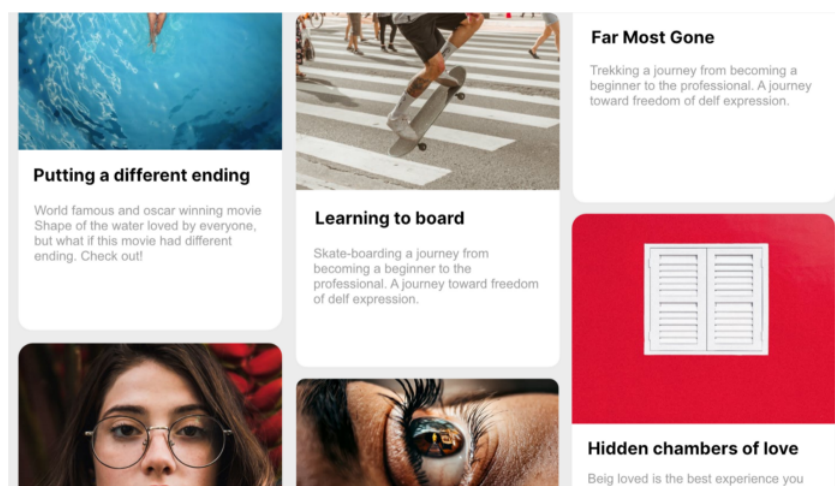 Putting a different ending
World famous and oscar winning movie
Shape of the water loved by everyone,
but what if this movie had different
ending. Check out!
Learning to board
Skate-boarding a journey from
becoming a beginner to the
professional. A journey toward freedom
of delf expression.
Far Most Gone
Trekking a journey from becoming a
beginner to the professional. A journey
toward freedom of delf expression.
Hidden chambers of love
Beig loved is the best experience you